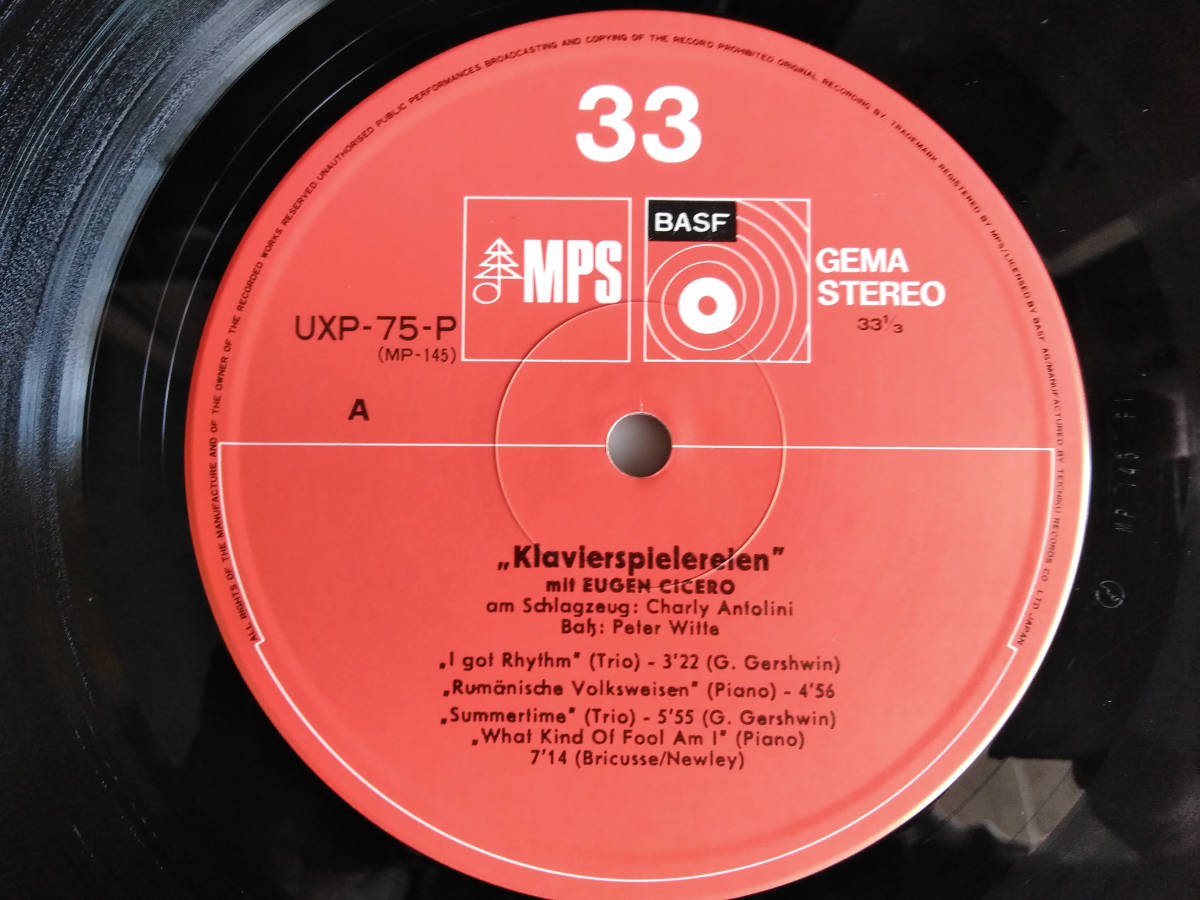 33
MPS
BASF
GEMA
STEREO
33 1/3
UXP-75-P
(MP-145)
A
„Klavierspielereien"
mit EUGEN CICERO
am Schlagzeug: Charly Antolini
Baß: Peter Witte
„I got Rhythm" (Trio) - 3'22 (G. Gershwin)
„Rumänische Volksweisen" (Piano) - 4'56
„Summertime" (Trio) - 5'55 (G. Gershwin)
„What Kind Of Fool Am I" (Piano)
7'14 (Bricusse/Newley)
ALL RIGHTS OF THE MANUFACTURE AND OF THE OWNER OF THE RECORDED WORKS RESERVED. UNAUTHORISED PUBLIC PERFORMANCES BROADCASTING AND COPYING OF THE RECORD PROHIBITED ORIGINAL RECORDING BY, TRADEMARK REGISTERED BY MPS/LICENSED BY BASF AG/MANUFACTURED BY TEICHIKU RECORDS CO., LTD. JAPAN